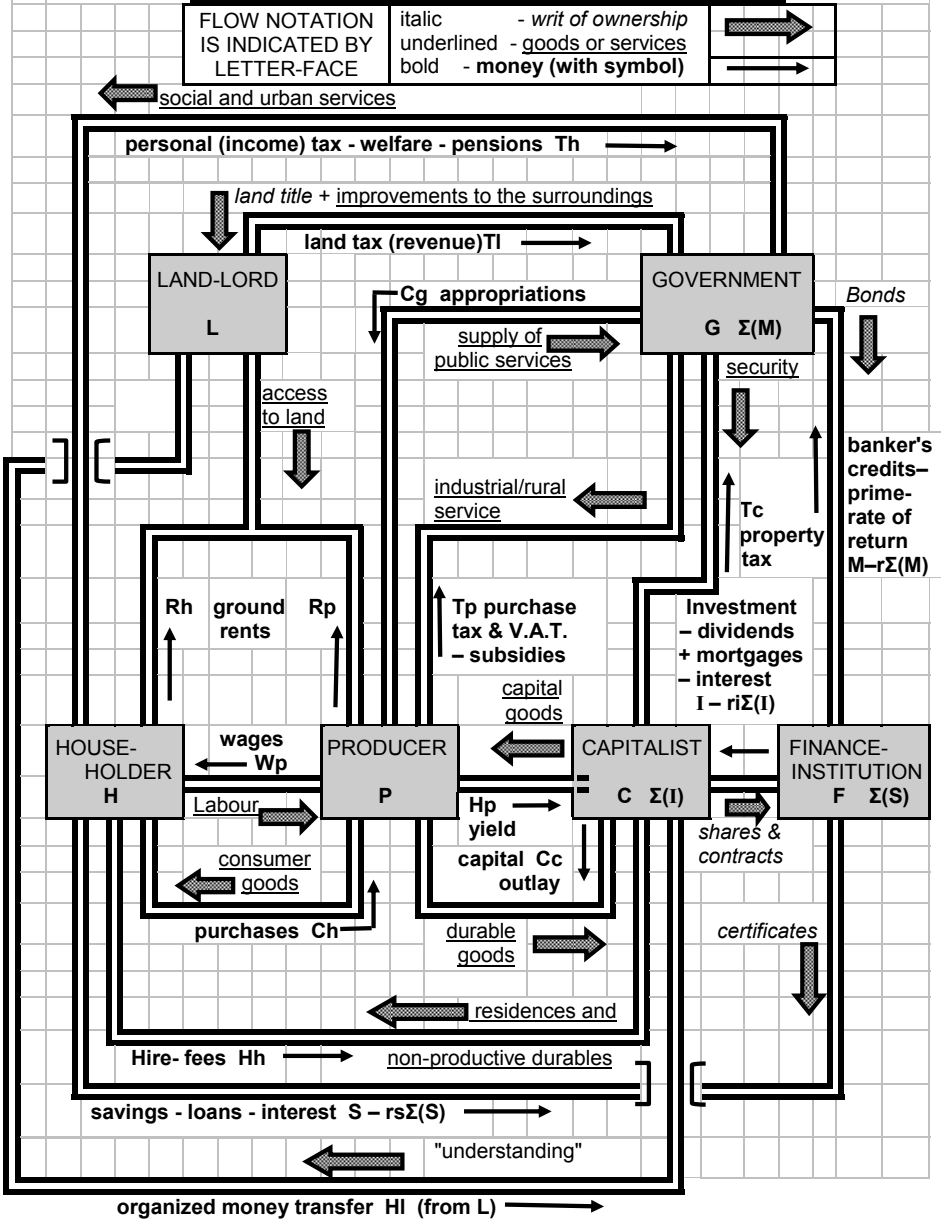 FLOW NOTATION
IS INDICATED BY
LETTER-FACE
italic - writ of ownership
underlined - goods or services
bold - money (with symbol)
social and urban services
personal (income) tax - welfare - pensions Th
land title + improvements to the surroundings
land tax (revenue)Tl
LAND-LORD
L
GOVERNMENT
G Σ(M)
Cg appropriations
supply of
public services
Bonds
security
access
to land
banker's
credits–
prime-
rate of
return
M–rΣ(M)
industrial/rural
service
Tc
property
tax
Rh ground Rp
rents
Tp purchase
tax & V.A.T.
– subsidies
Investment
– dividends
+ mortgages
– interest
I – riΣ(I)
capital
goods
HOUSE-
HOLDER
H
wages
Wp
PRODUCER
P
CAPITALIST
C Σ(I)
FINANCE-
INSTITUTION
F Σ(S)
Labour
Hp
yield
shares &
contracts
consumer
goods
capital Cc
outlay
purchases Ch
durable
goods
certificates
residences and
Hire- fees Hh
non-productive durables
savings - loans - interest S – rsΣ(S)
"understanding"
organized money transfer Hl (from L)